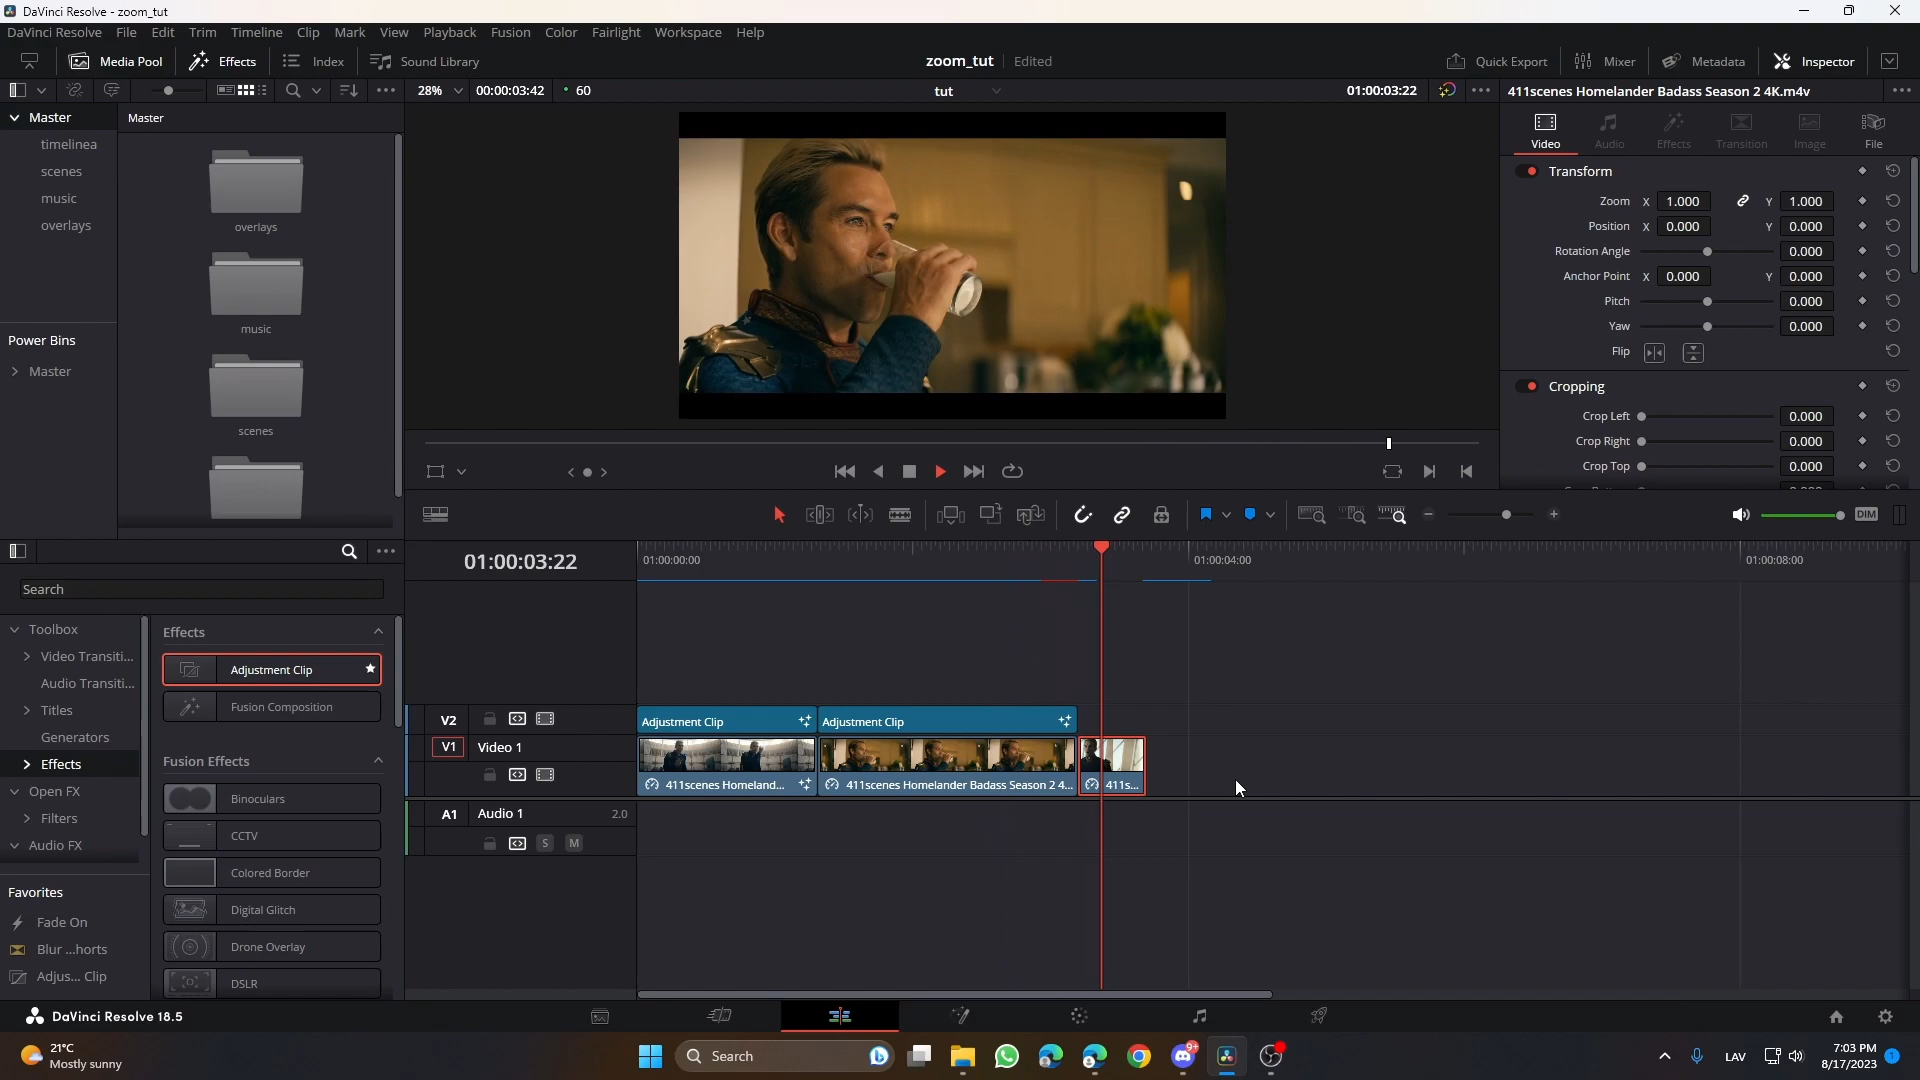 DaVinci Resolve - zoom_tut
DaVinci Resolve File Edit Trim Timeline Clip Mark View Playback Fusion Color Fairlight Workspace Help
Media Pool Effects Index Sound Library zoom_tut Edited Quick Export Mixer Metadata Inspector
28% 00:00:03:42 60 tut 01:00:03:22 411scenes Homelander Badass Season 2 4K.m4v
Master
timelinea
scenes
music
overlays
Power Bins
Master
Master
overlays
music
scenes
Video Audio Effects Transition Image File
Transform
Zoom X 1.000 Y 1.000
Position X 0.000 Y 0.000
Rotation Angle 0.000
Anchor Point X 0.000 Y 0.000
Pitch 0.000
Yaw 0.000
Flip
Cropping
Crop Left 0.000
Crop Right 0.000
Crop Top 0.000
DIM
Search
Toolbox
Video Transiti...
Audio Transiti...
Titles
Generators
Effects
Open FX
Filters
Audio FX
Favorites
Fade On
Blur ...horts
Adjus... Clip
Effects
Adjustment Clip
Fusion Composition
Fusion Effects
Binoculars
CCTV
Colored Border
Digital Glitch
Drone Overlay
DSLR
01:00:03:22 01:00:00:00 01:00:04:00 01:00:08:00
V2 Adjustment Clip Adjustment Clip
V1 Video 1
411scenes Homeland... 411scenes Homelander Badass Season 2 4... 411s...
A1 Audio 1 2.0
S M
DaVinci Resolve 18.5
21°C
Mostly sunny
Search
9+
LAV
7:03 PM
8/17/2023
1